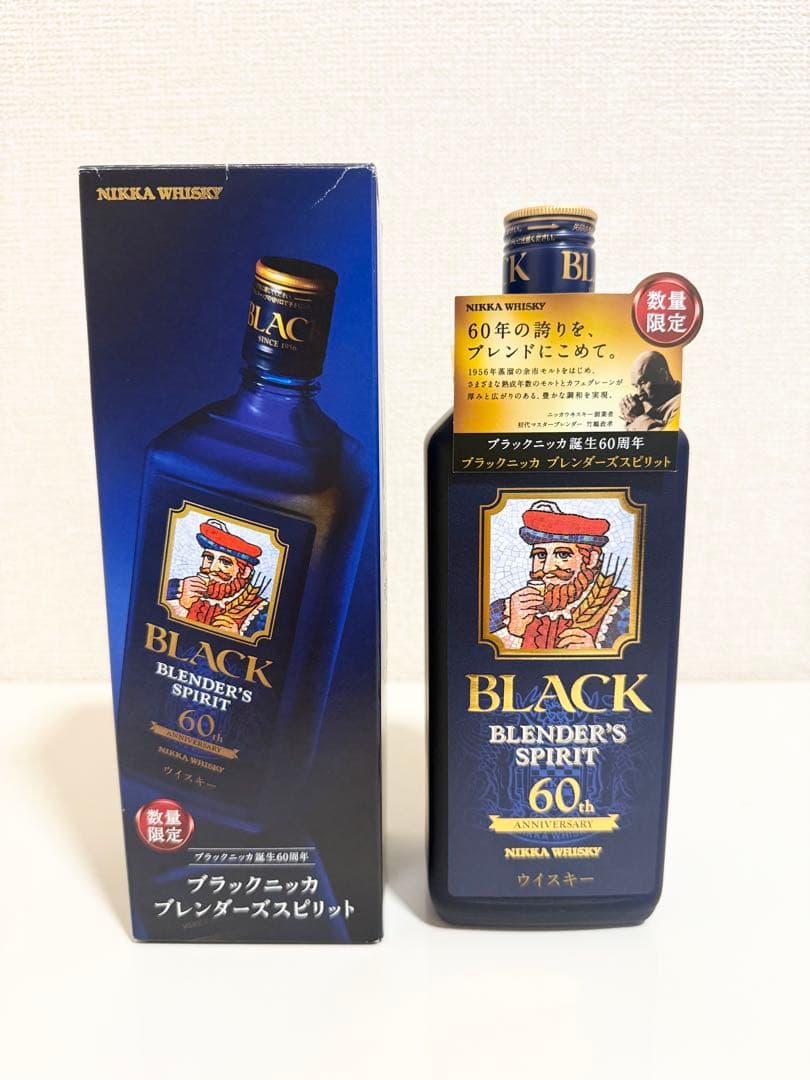 NIKKA WHISKY
BLACK
SINCE 1956
BLACK
BLENDER'S
SPIRIT
60th
ANNIVERSARY
NIKKA WHISKY
ウイスキー
数量
限定
ブラックニッカ誕生60周年
ブラックニッカ
ブレンダーズスピリット
CK BL
NIKKA WHISKY
数量
限定
60年の誇りを、
ブレンドにこめて。
1956年蒸溜の余市モルトをはじめ、
さまざまな熟成年数のモルトとカフェグレーンが
厚みと広がりのある、豊かな調和を実現。
ニッカウヰスキー創業者
初代マスターブレンダー 竹鶴政孝
ブラックニッカ誕生60周年
ブラックニッカ ブレンダーズスピリット
BLACK
BLENDER'S
SPIRIT
60th
ANNIVERSARY
NIKKA WHISKY
ウイスキー